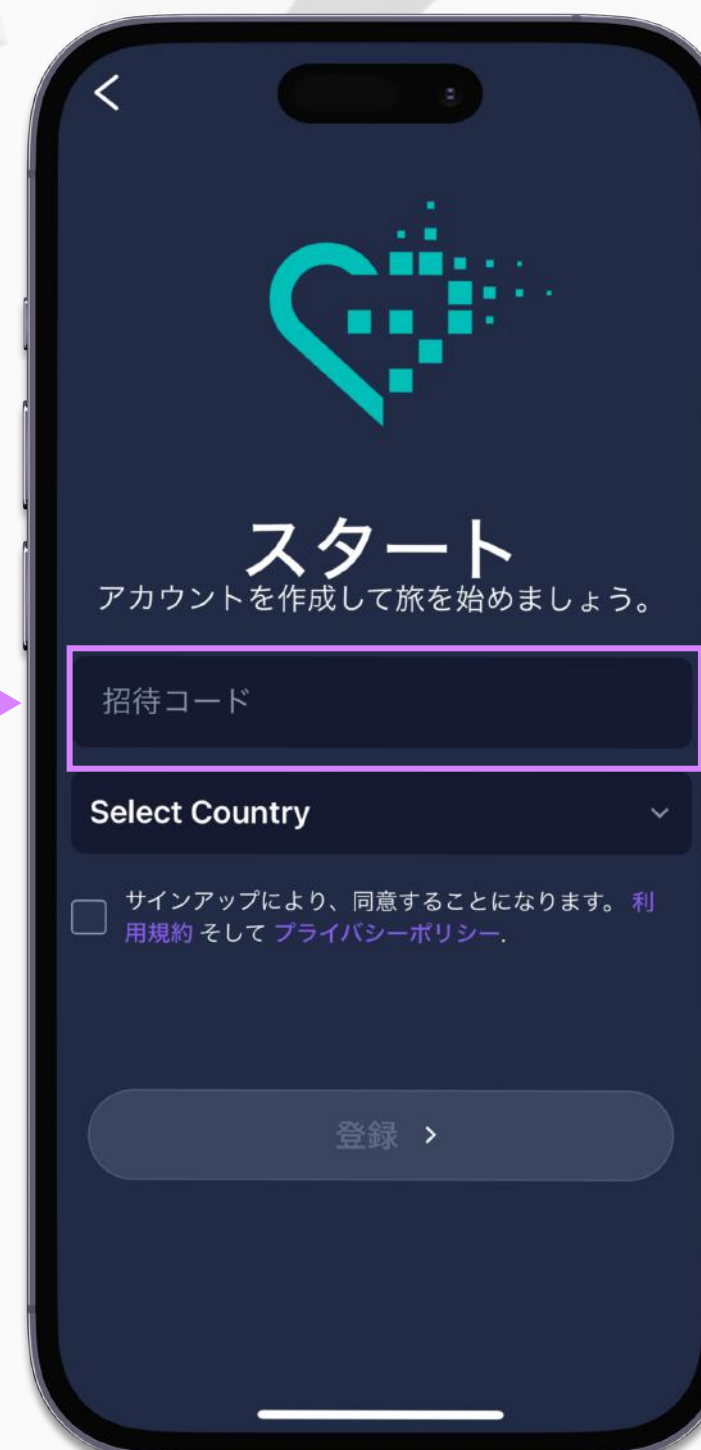 スタート
アカウントを作成して旅を始めましょう。
招待コード
Select Country
サインアップにより、同意することになります。 利
用規約 そして プライバシーポリシー.
登録 >